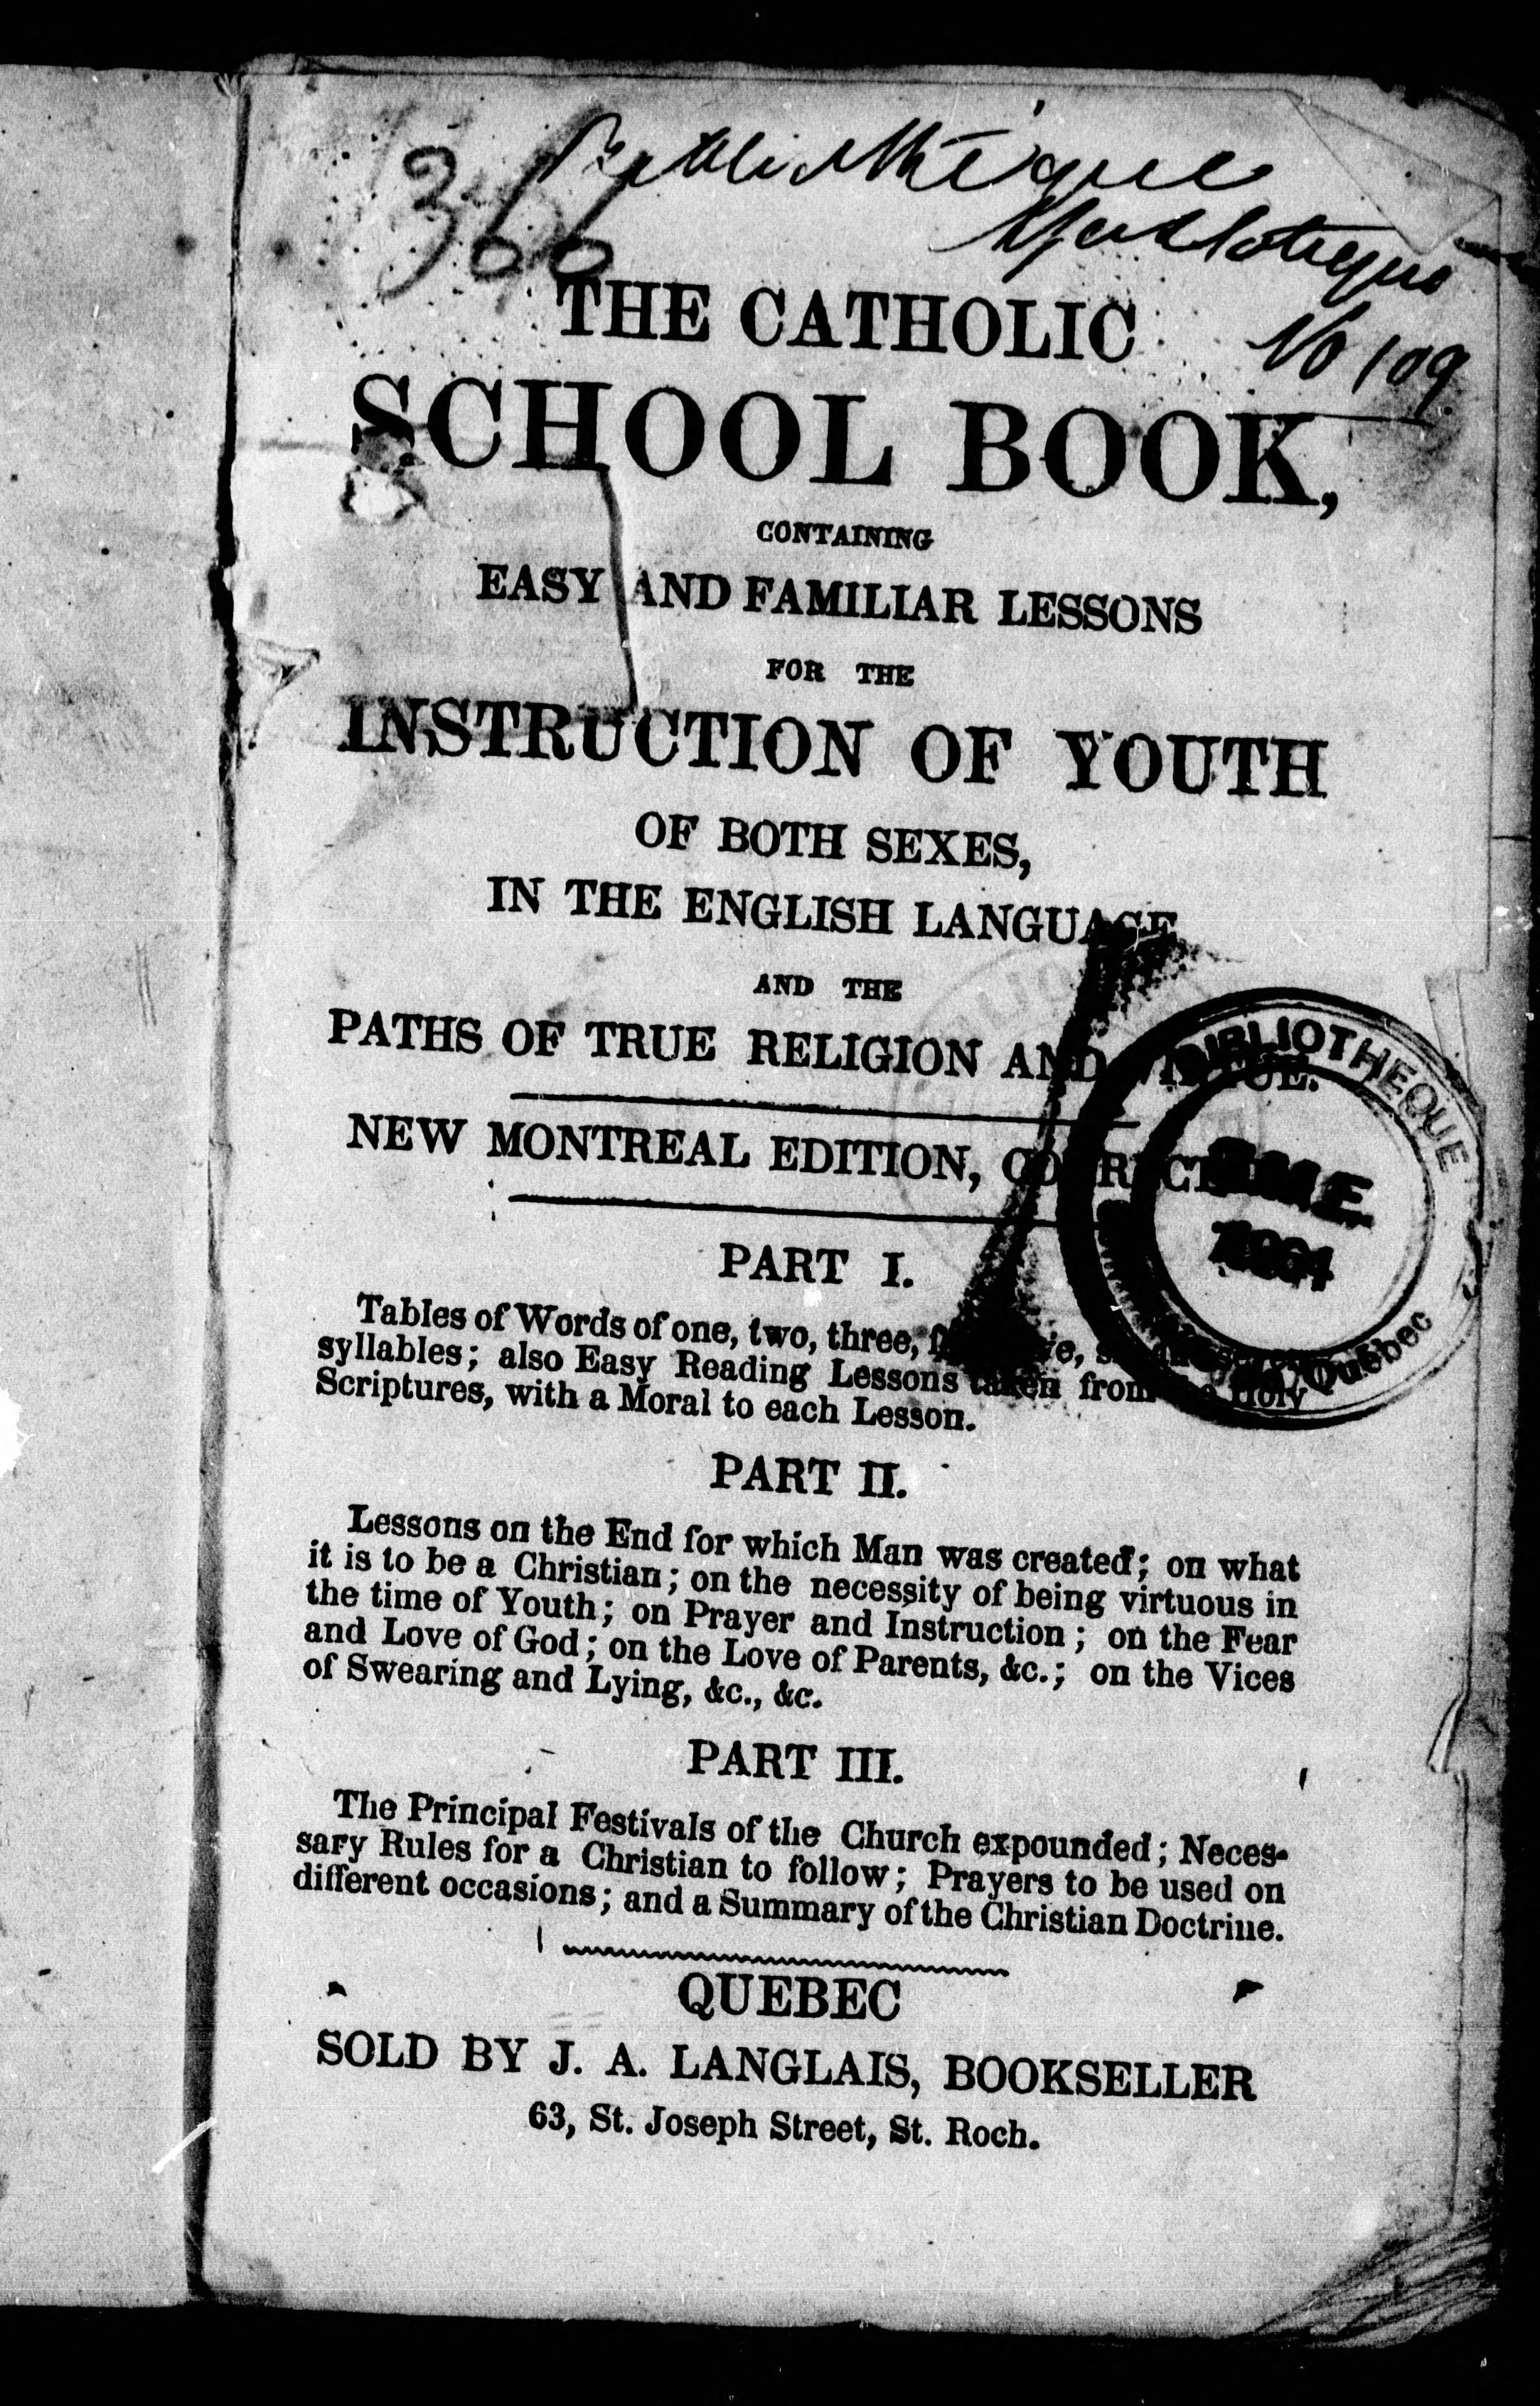 366
Bibliothèque
No 109
THE CATHOLIC
SCHOOL BOOK,
CONTAINING
EASY AND FAMILIAR LESSONS
FOR THE
INSTRUCTION OF YOUTH
OF BOTH SEXES,
IN THE ENGLISH LANGUAGE
AND THE
PATHS OF TRUE RELIGION AND VIRTUE.
NEW MONTREAL EDITION,
BIBLIOTHEQUE
Québec
PART I.
Tables of Words of one, two, three,
syllables; also Easy Reading Lessons taken from the Holy
Scriptures, with a Moral to each Lesson.
PART II.
Lessons on the End for which Man was created; on what
it is to be a Christian; on the necessity of being virtuous in
the time of Youth; on Prayer and Instruction; on the Fear
and Love of God; on the Love of Parents, &c.; on the Vices
of Swearing and Lying, &c., &c.
PART III.
The Principal Festivals of the Church expounded; Neces-
sary Rules for a Christian to follow; Prayers to be used on
different occasions; and a Summary of the Christian Doctrine.
QUEBEC
SOLD BY J. A. LANGLAIS, BOOKSELLER
63, St. Joseph Street, St. Roch.